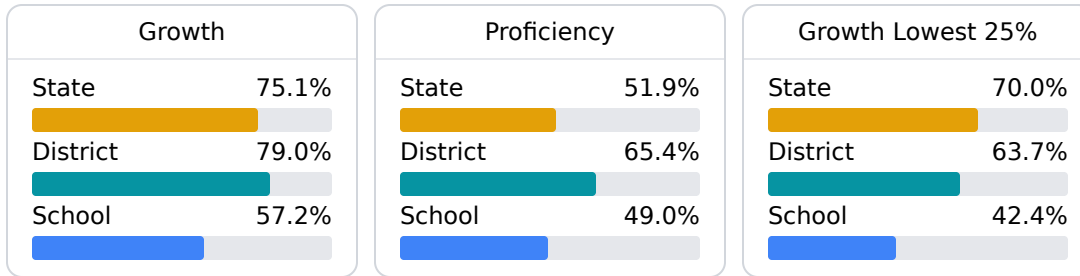 Growth
State 75.1%
District 79.0%
School 57.2%
Proficiency
State 51.9%
District 65.4%
School 49.0%
Growth Lowest 25%
State 70.0%
District 63.7%
School 42.4%